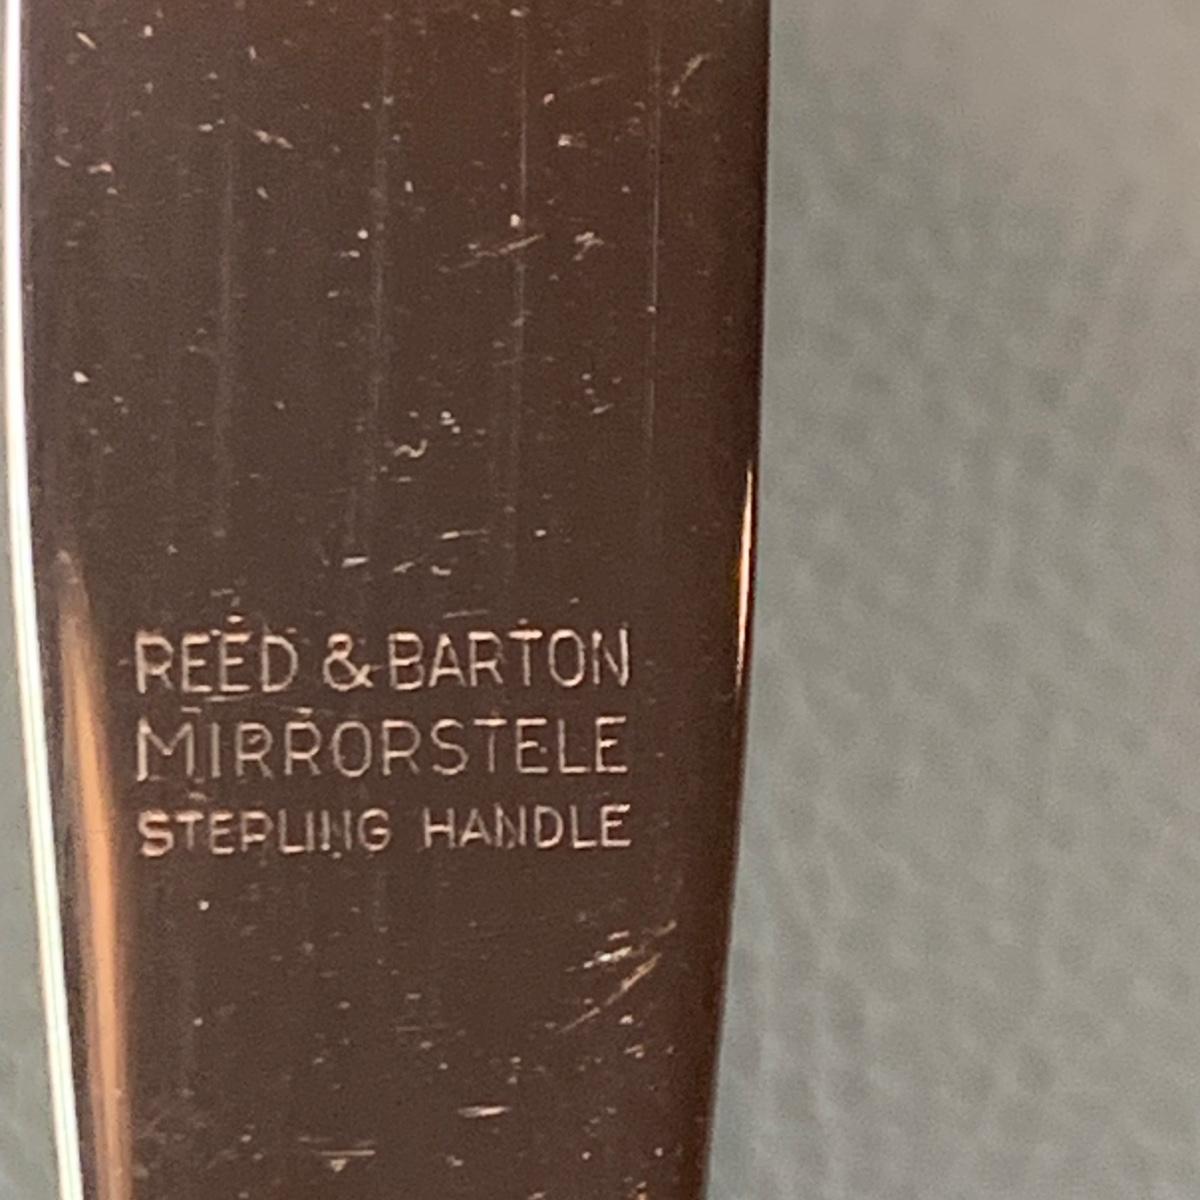 REED & BARTON
MIRRORSTELE
STERLING HANDLE